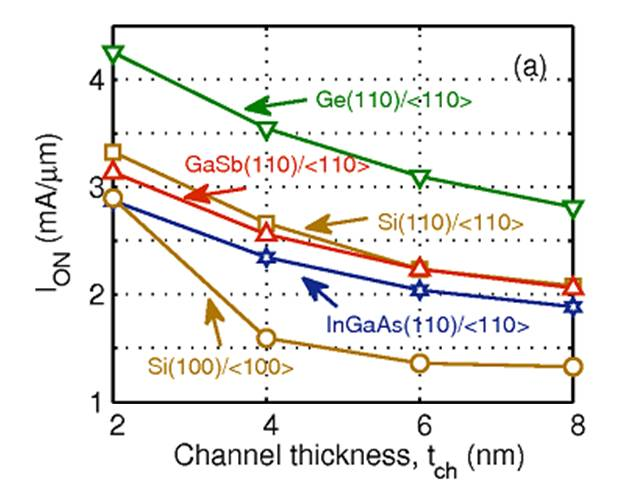 (a)
4
Ge(110)/<110>
GaSb(110)/<110>
3
Si(110)/<110>
I_ON (mA/μm)
2
InGaAs(110)/<110>
Si(100)/<100>
1
2 4 6 8
Channel thickness, t_ch (nm)